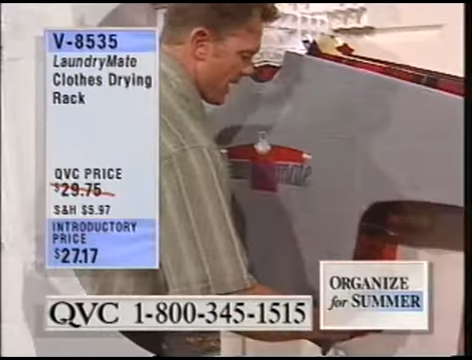 V-8535
LaundryMate
Clothes Drying
Rack
QVC PRICE
$29.75
S&H $5.97
INTRODUCTORY
PRICE
$27.17
QVC 1-800-345-1515
ORGANIZE
for SUMMER